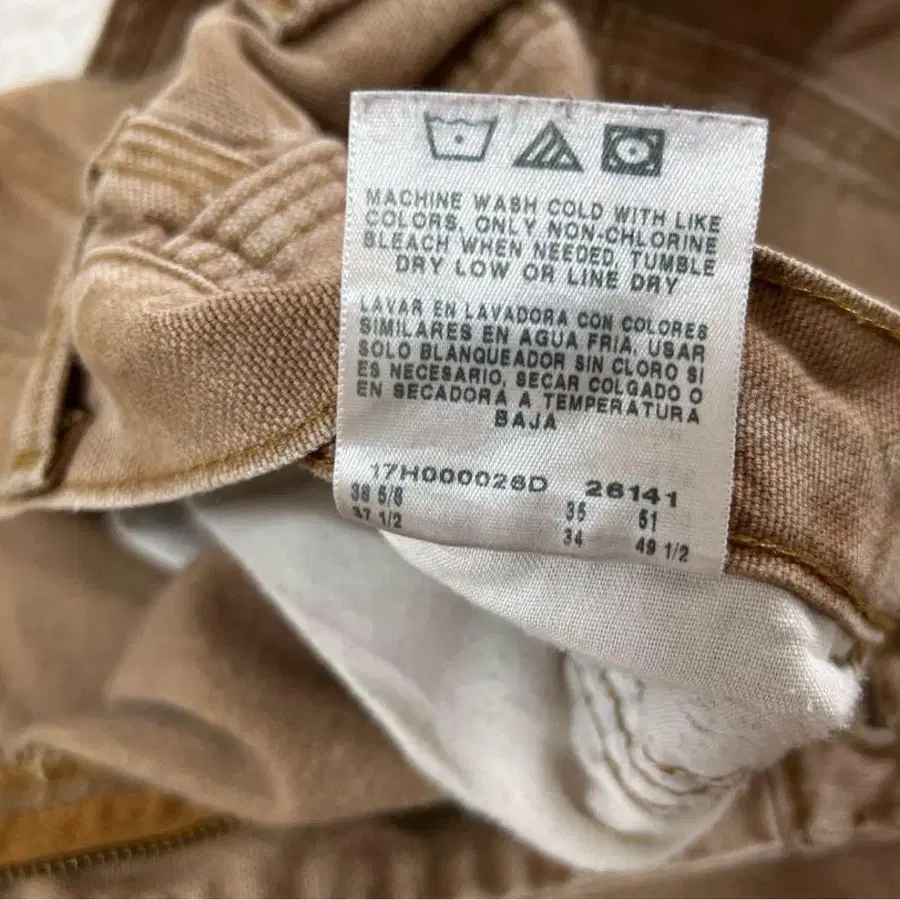 MACHINE WASH COLD WITH LIKE
COLORS, ONLY NON-CHLORINE
BLEACH WHEN NEEDED, TUMBLE
DRY LOW OR LINE DRY
LAVAR EN LAVADORA CON COLORES
SIMILARES EN AGUA FRIA, USAR
SOLO BLANQUEADOR SIN CLORO SI
ES NECESARIO, SECAR COLGADO O
EN SECADORA A TEMPERATURA
BAJA
17H000028D 26141
38 5/8 35 51
37 1/2 34 49 1/2